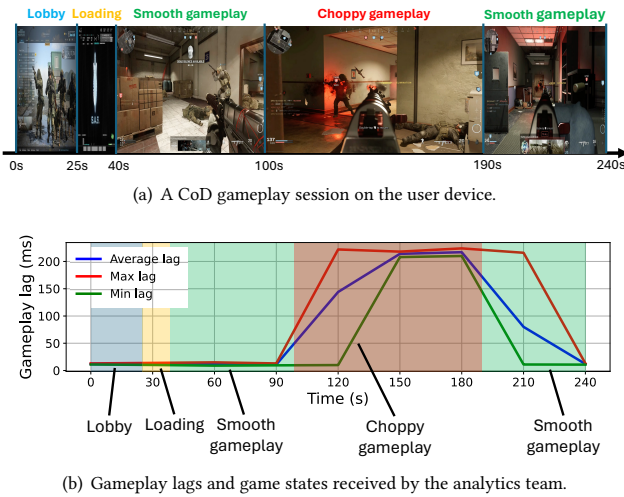 Lobby Loading Smooth gameplay Choppy gameplay Smooth gameplay
0s 25s 40s 100s 190s 240s
(a) A CoD gameplay session on the user device.
Gameplay lag (ms)
200
150
100
50
0
Average lag
Max lag
Min lag
0 30 60 90 120 150 180 210 240
Time (s)
Lobby Loading Smooth gameplay Choppy gameplay Smooth gameplay
(b) Gameplay lags and game states received by the analytics team.